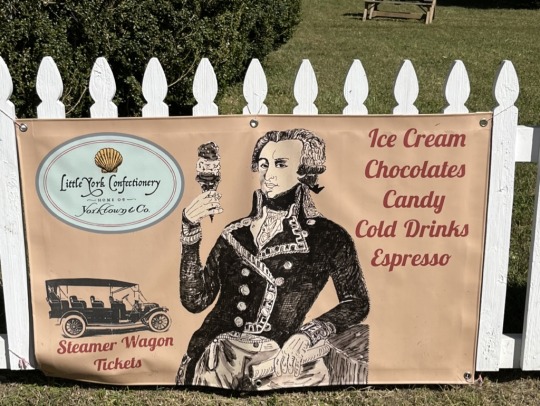 Little York Confectionery
HOME OF
Yorktown & Co.
Ice Cream
Chocolates
Candy
Cold Drinks
Espresso
Steamer Wagon
Tickets